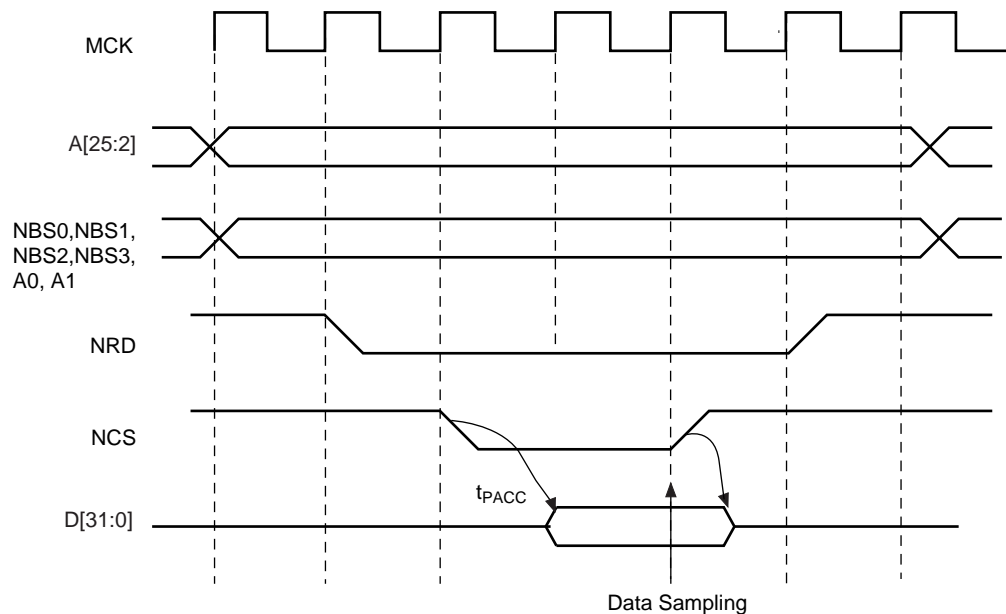 MCK
A[25:2]
NBS0,NBS1,
NBS2,NBS3,
A0, A1
NRD
NCS
tPACC
D[31:0]
Data Sampling